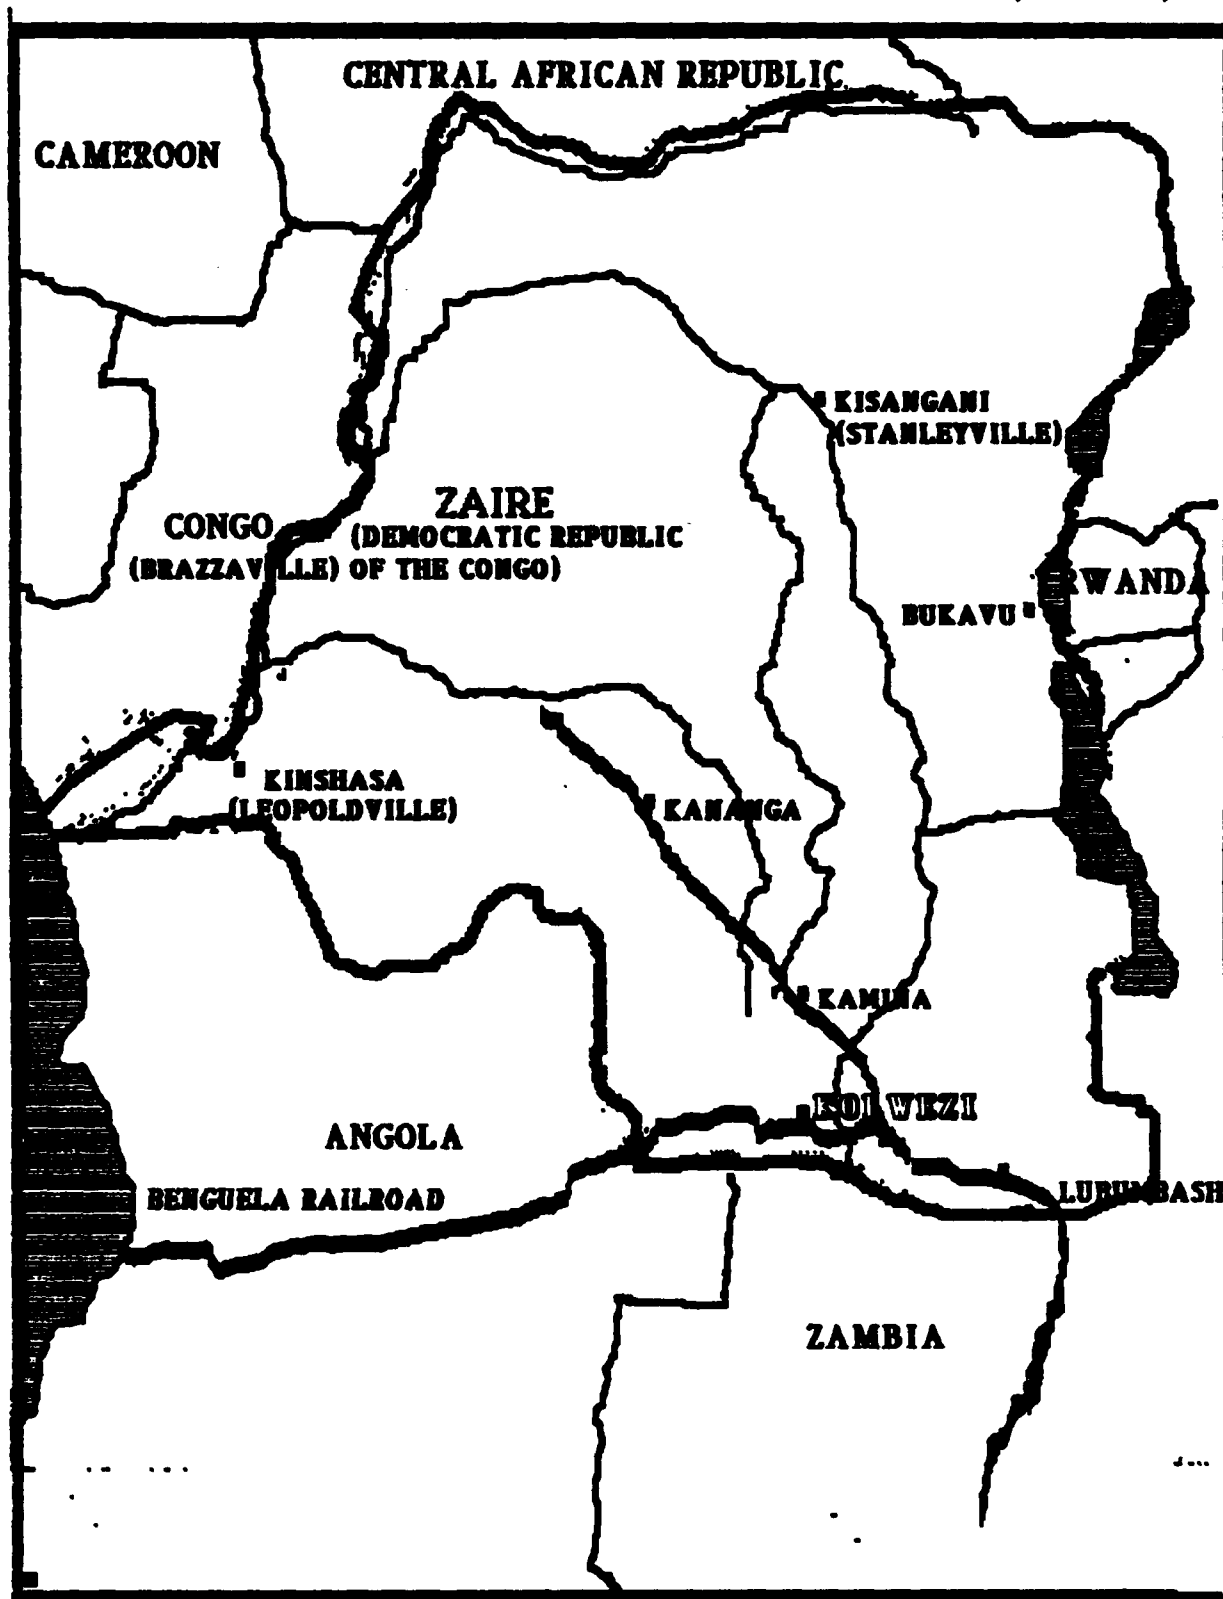 CENTRAL AFRICAN REPUBLIC
CAMEROON
KISANGANI
(STANLEYVILLE)
ZAIRE
CONGO (DEMOCRATIC REPUBLIC
(BRAZZAVILLE) OF THE CONGO)
RWANDA
BUKAVU
KINSHASA
(LEOPOLDVILLE)
KANANGA
KAMINA
KOLWEZI
ANGOLA
BENGUELA RAILROAD
LUBUMBASH
ZAMBIA